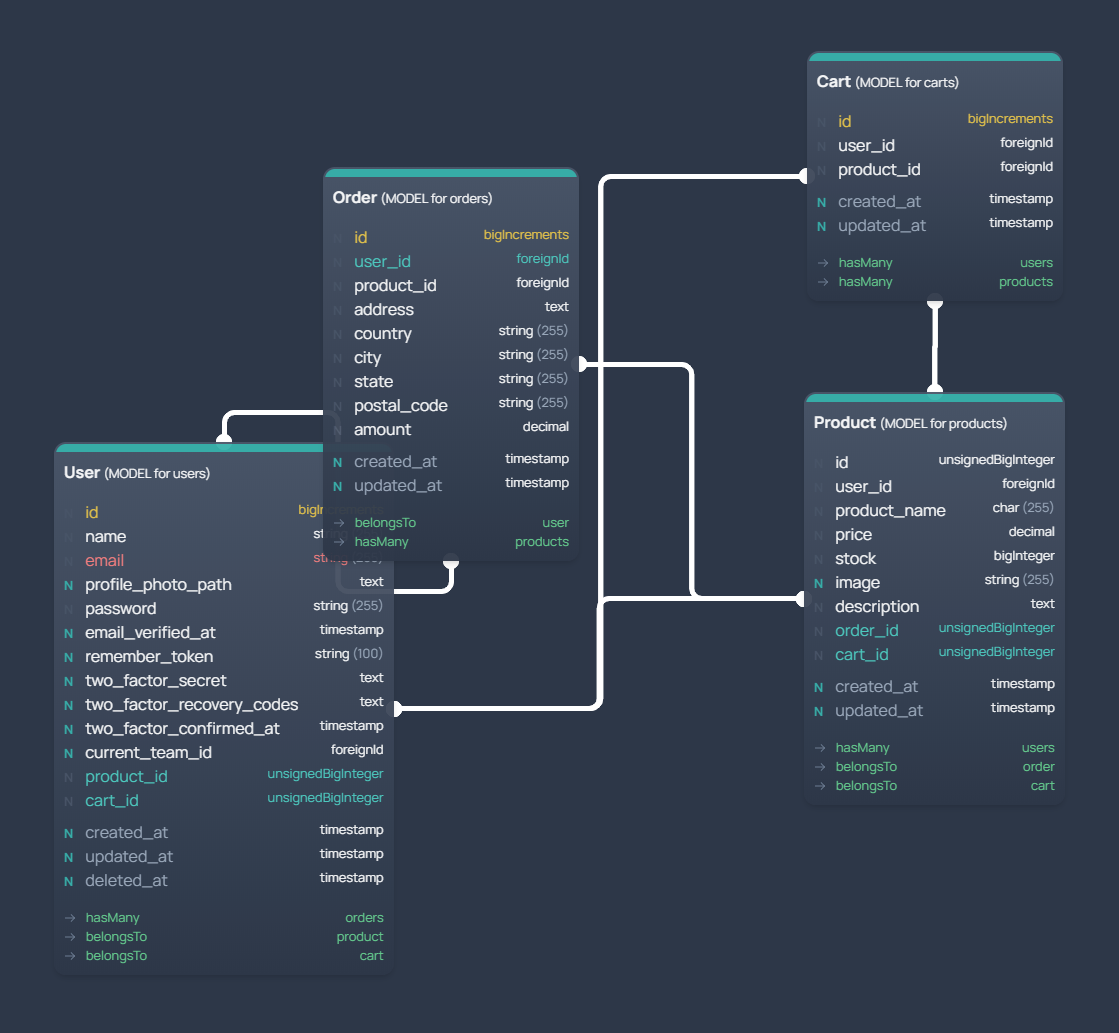 Cart (MODEL for carts)
N id bigIncrements
N user_id foreignId
N product_id foreignId
N created_at timestamp
N updated_at timestamp
→ hasMany users
→ hasMany products
Order (MODEL for orders)
N id bigIncrements
N user_id foreignId
N product_id foreignId
N address text
N country string (255)
N city string (255)
N state string (255)
N postal_code string (255)
N amount decimal
N created_at timestamp
N updated_at timestamp
→ belongsTo user
→ hasMany products
Product (MODEL for products)
N id unsignedBigInteger
N user_id foreignId
N product_name char (255)
N price decimal
N stock bigInteger
N image string (255)
N description text
N order_id unsignedBigInteger
N cart_id unsignedBigInteger
N created_at timestamp
N updated_at timestamp
→ hasMany users
→ belongsTo order
→ belongsTo cart
User (MODEL for users)
N id bigIncrements
N name string
N email string (255)
N profile_photo_path text
N password string (255)
N email_verified_at timestamp
N remember_token string (100)
N two_factor_secret text
N two_factor_recovery_codes text
N two_factor_confirmed_at timestamp
N current_team_id foreignId
N product_id unsignedBigInteger
N cart_id unsignedBigInteger
N created_at timestamp
N updated_at timestamp
N deleted_at timestamp
→ hasMany orders
→ belongsTo product
→ belongsTo cart